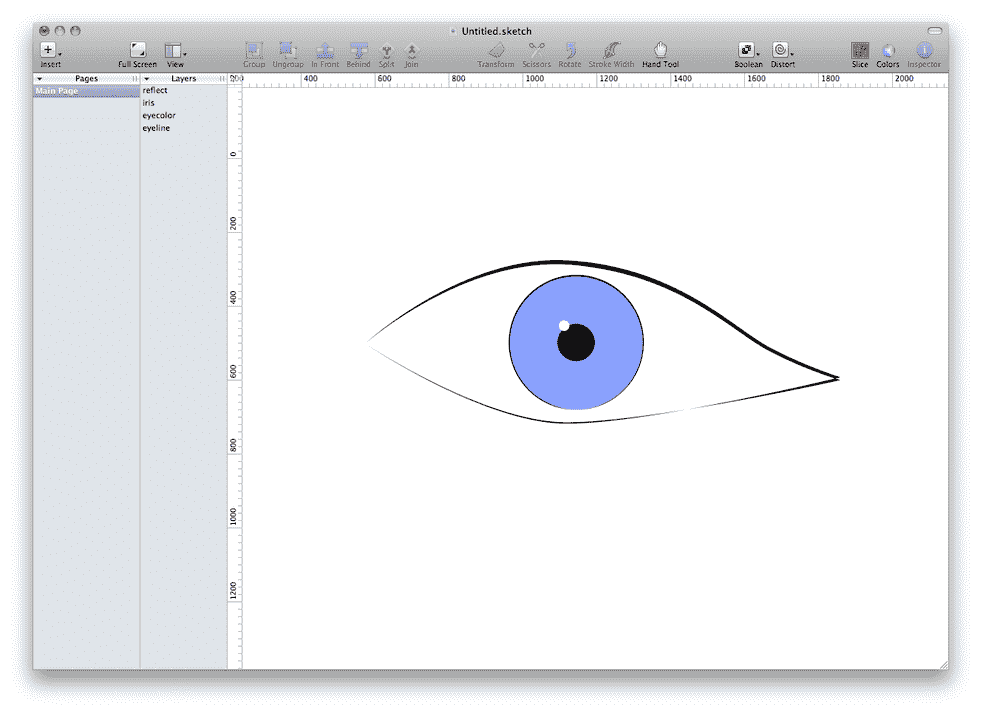 Untitled.sketch
Insert Full Screen View Group Ungroup In Front Behind Split Join Transform Scissors Rotate Stroke Width Hand Tool Boolean Distort Slice Colors Inspector
Pages Layers
400 600 800 1000 1200 1400 1600 1800 2000
Main Page
reflect
iris
eyecolor
eyeline
0
200
400
600
800
1000
1200